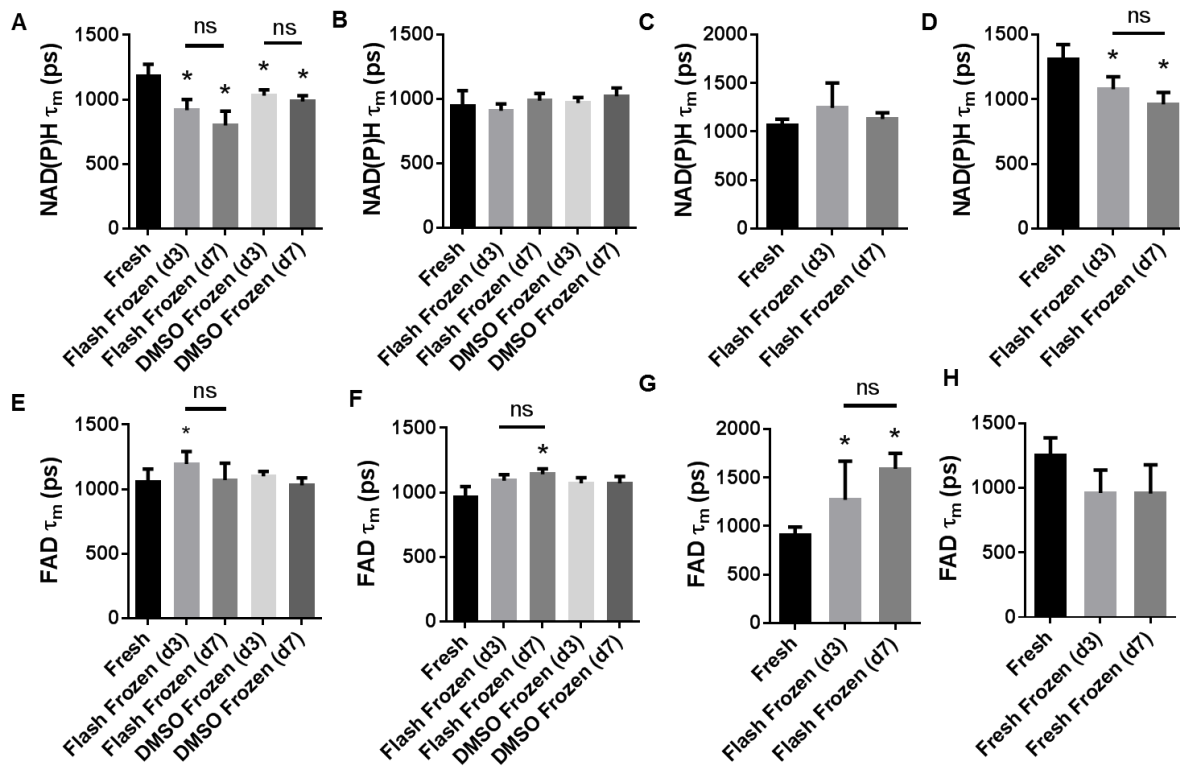 A
NAD(P)H τm (ps)
1500
1000
500
0
ns
ns
*
*
*
*
Fresh
Flash Frozen (d3)
Flash Frozen (d7)
DMSO Frozen (d3)
DMSO Frozen (d7)
B
NAD(P)H τm (ps)
1500
1000
500
0
Fresh
Flash Frozen (d3)
Flash Frozen (d7)
DMSO Frozen (d3)
DMSO Frozen (d7)
C
NAD(P)H τm (ps)
2000
1500
1000
500
0
Fresh
Flash Frozen (d3)
Flash Frozen (d7)
D
NAD(P)H τm (ps)
1500
1000
500
0
ns
*
*
Fresh
Flash Frozen (d3)
Flash Frozen (d7)
E
FAD τm (ps)
1500
1000
500
0
ns
*
Fresh
Flash Frozen (d3)
Flash Frozen (d7)
DMSO Frozen (d3)
DMSO Frozen (d7)
F
FAD τm (ps)
1500
1000
500
0
ns
*
Fresh
Flash Frozen (d3)
Flash Frozen (d7)
DMSO Frozen (d3)
DMSO Frozen (d7)
G
FAD τm (ps)
2000
1500
1000
500
0
ns
*
*
Fresh
Flash Frozen (d3)
Flash Frozen (d7)
H
FAD τm (ps)
1500
1000
500
0
Fresh
Fresh Frozen (d3)
Fresh Frozen (d7)